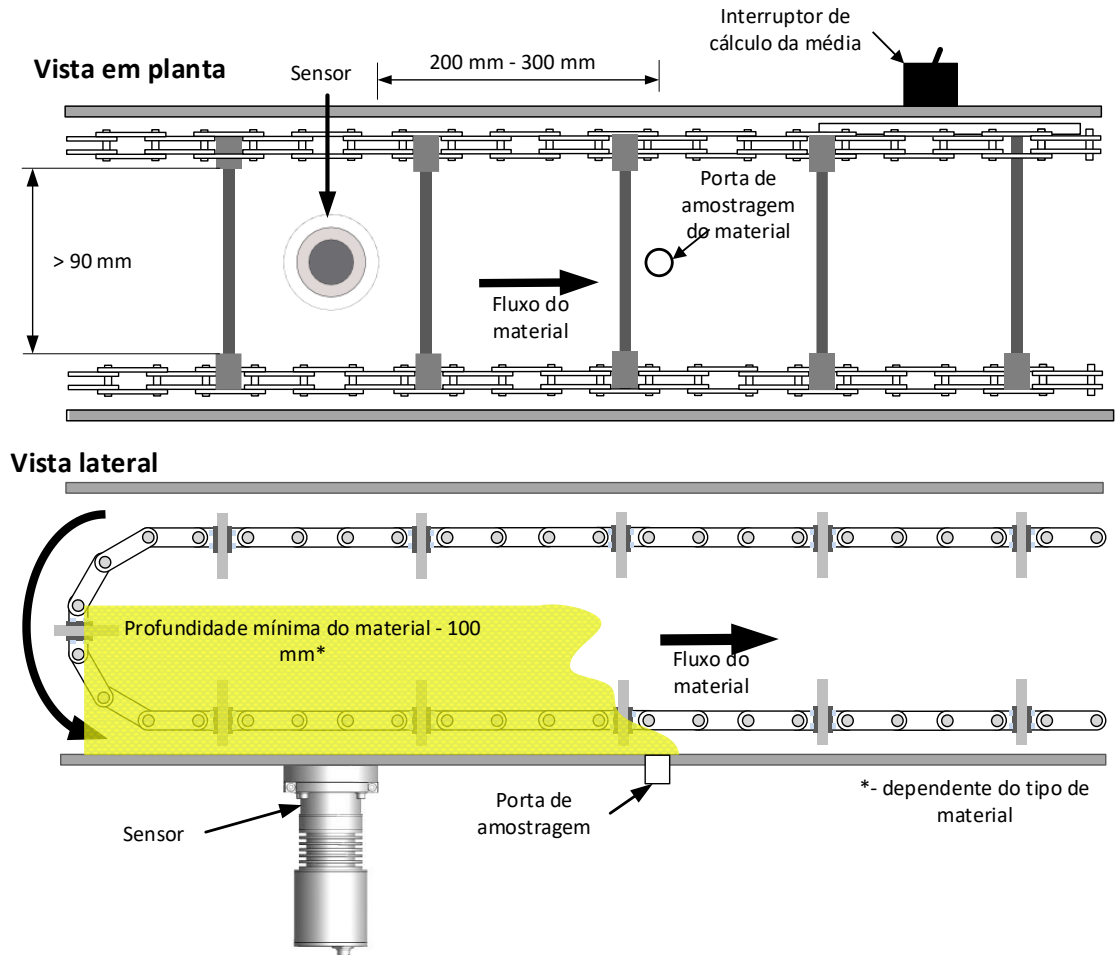 Interruptor de
cálculo da média
Vista em planta
Sensor
200 mm - 300 mm
Porta de
amostragem
do material
> 90 mm
Fluxo do
material
Vista lateral
Profundidade mínima do material - 100
mm*
Fluxo do
material
Sensor
Porta de
amostragem
*- dependente do tipo de
material